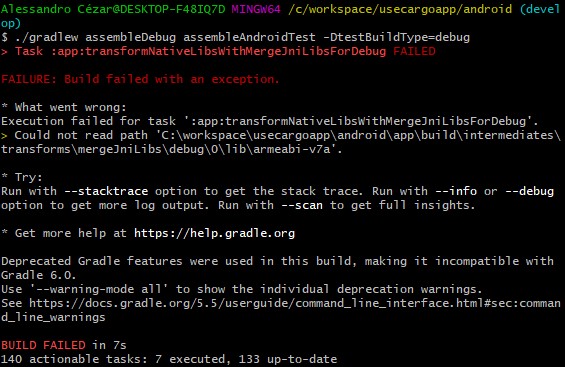 Alessandro Cézar@DESKTOP-F48IQ7D MINGW64 /c/workspace/usecargoapp/android (devel
op)
$ ./gradlew assembleDebug assembleAndroidTest -DtestBuildType=debug
> Task :app:transformNativeLibsWithMergeJniLibsForDebug FAILED
FAILURE: Build failed with an exception.
* What went wrong:
Execution failed for task ':app:transformNativeLibsWithMergeJniLibsForDebug'.
> Could not read path 'C:\workspace\usecargoapp\android\app\build\intermediates\
transforms\mergeJniLibs\debug\0\lib\armeabi-v7a'.
* Try:
Run with --stacktrace option to get the stack trace. Run with --info or --debug
option to get more log output. Run with --scan to get full insights.
* Get more help at https://help.gradle.org
Deprecated Gradle features were used in this build, making it incompatible with
Gradle 6.0.
Use '--warning-mode all' to show the individual deprecation warnings.
See https://docs.gradle.org/5.5/userguide/command_line_interface.html#sec:comman
d_line_warnings
BUILD FAILED in 7s
140 actionable tasks: 7 executed, 133 up-to-date